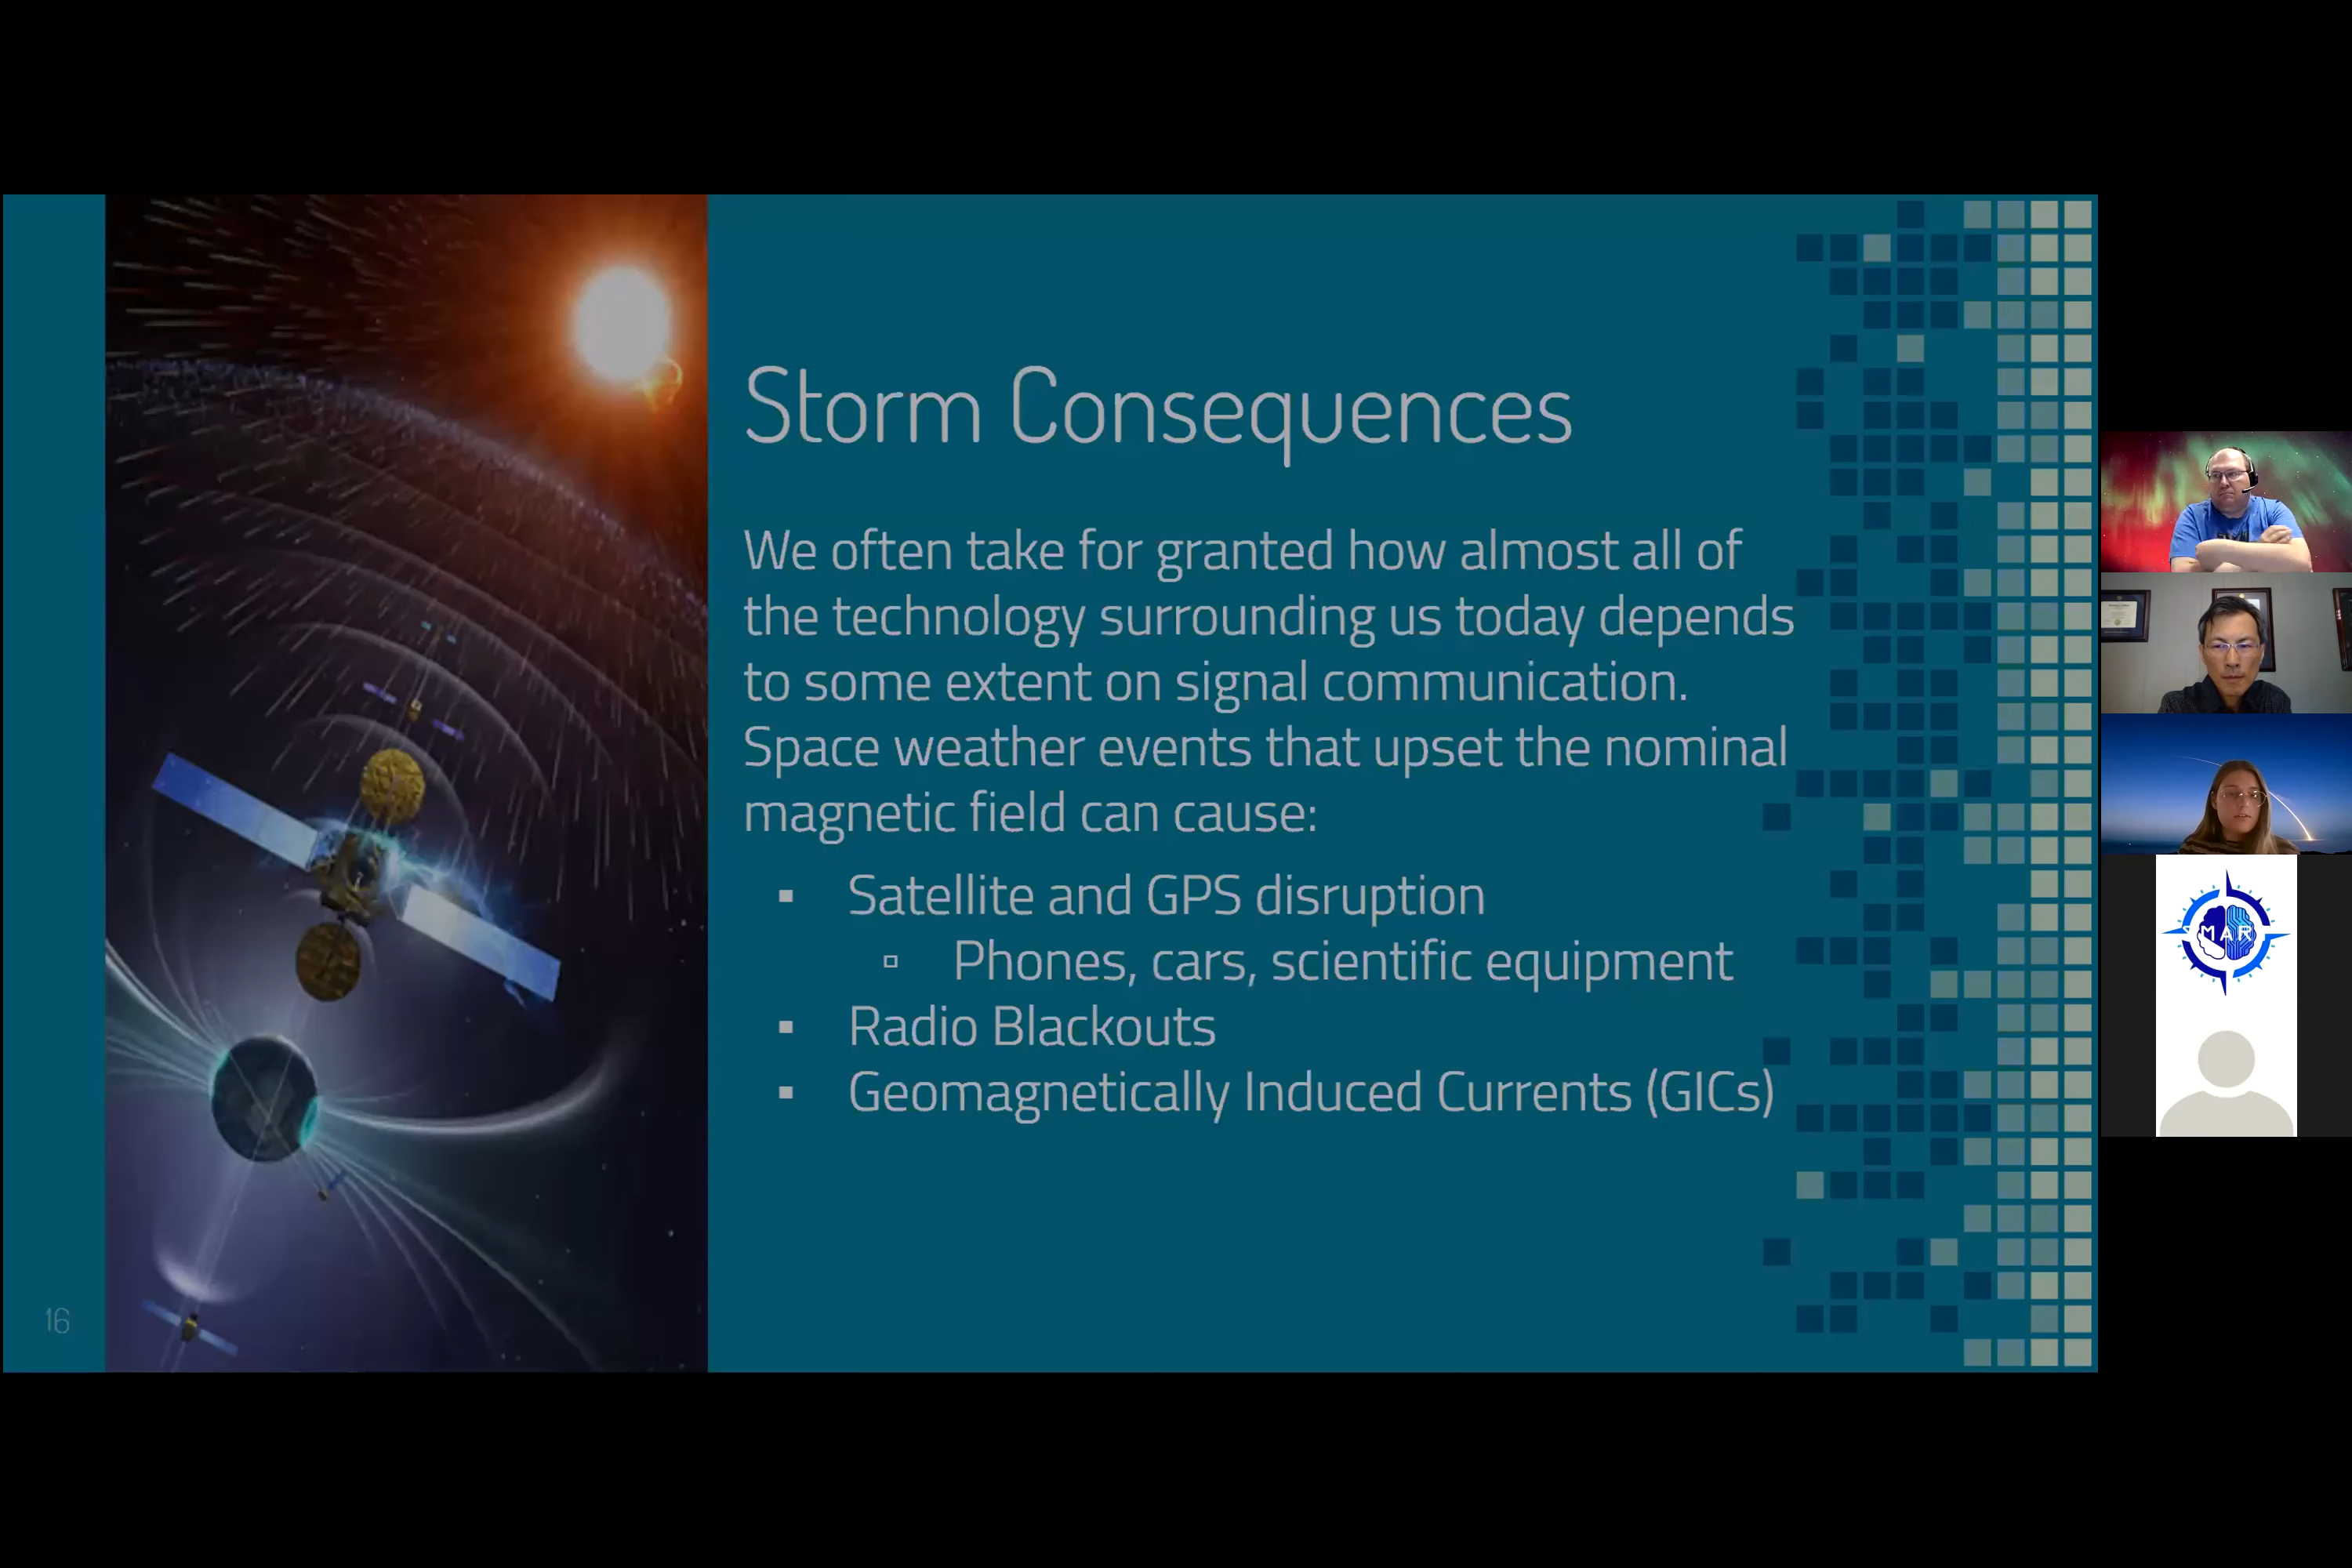 Storm Consequences
We often take for granted how almost all of
the technology surrounding us today depends
to some extent on signal communication.
Space weather events that upset the nominal
magnetic field can cause:
▪ Satellite and GPS disruption
▫ Phones, cars, scientific equipment
▪ Radio Blackouts
▪ Geomagnetically Induced Currents (GICs)
16